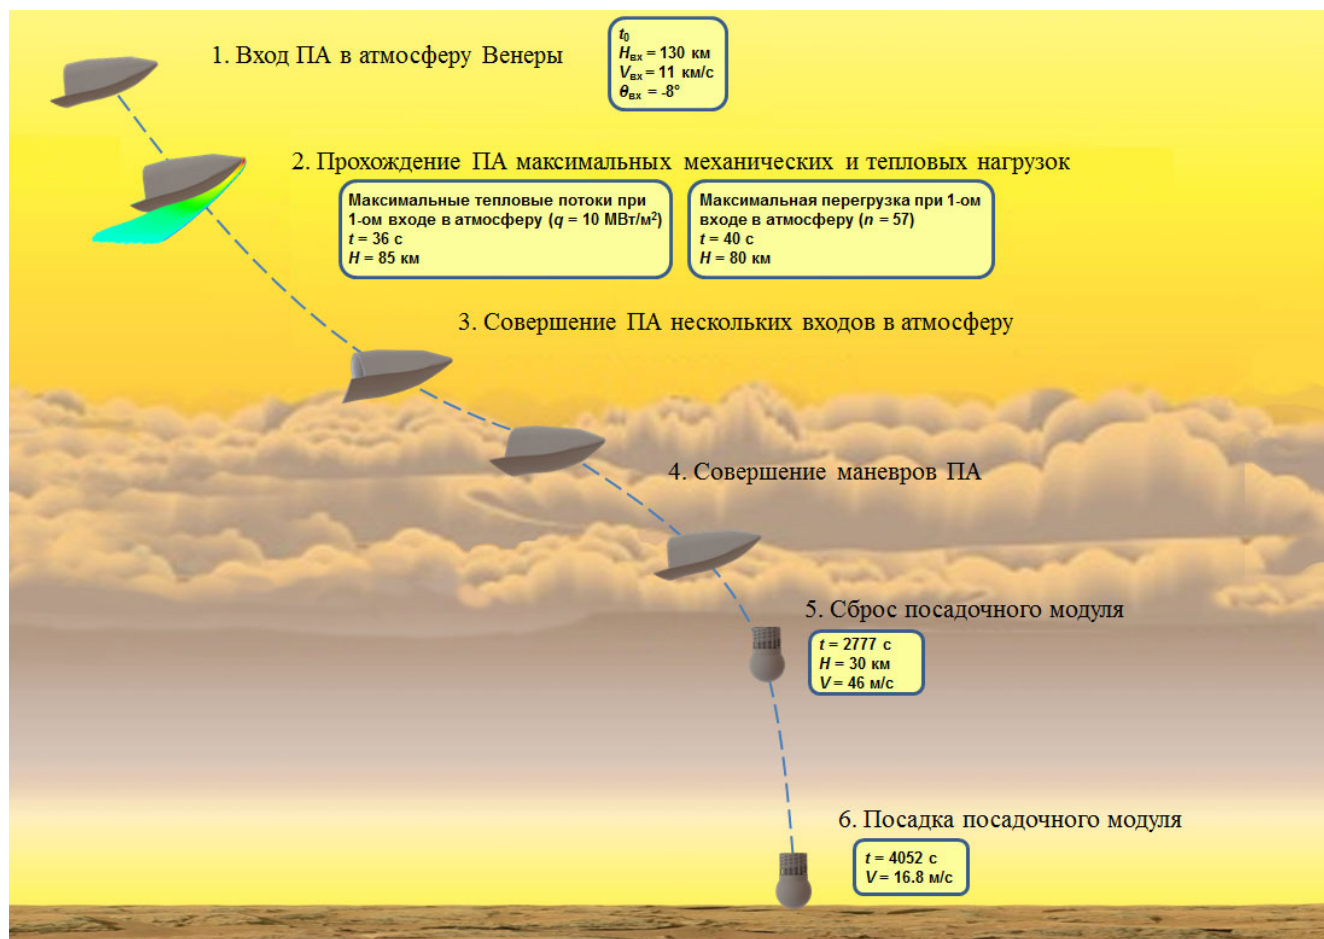 1. Вход ПА в атмосферу Венеры
t₀
Hвх = 130 км
Vвх = 11 км/с
θвх = -8°
2. Прохождение ПА максимальных механических и тепловых нагрузок
Максимальные тепловые потоки при
1-ом входе в атмосферу (q = 10 МВт/м²)
t = 36 с
H = 85 км
Максимальная перегрузка при 1-ом
входе в атмосферу (n = 57)
t = 40 с
H = 80 км
3. Совершение ПА нескольких входов в атмосферу
4. Совершение маневров ПА
5. Сброс посадочного модуля
t = 2777 с
H = 30 км
V = 46 м/с
6. Посадка посадочного модуля
t = 4052 с
V = 16.8 м/с